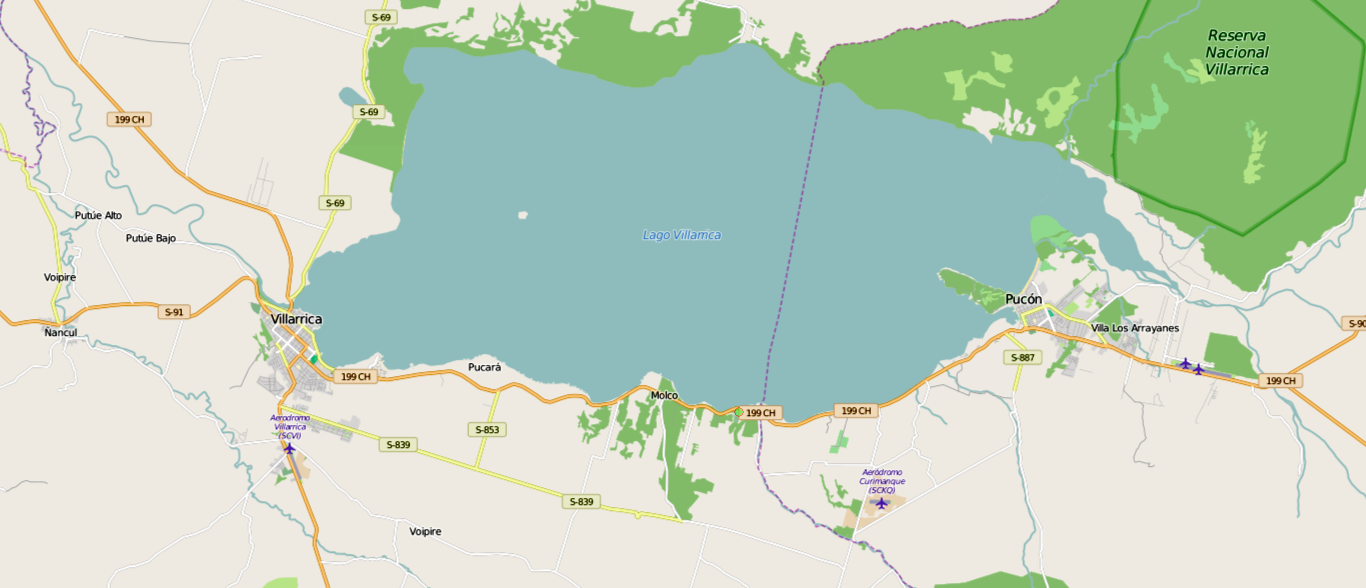 S-69
Reserva
Nacional
Villarrica
S-69
199 CH
S-69
Putúe Alto
Putúe Bajo
Lago Villarrica
Voipire
Pucón
S-91
Villarrica
Villa Los Arrayanes
S-90
Ñancul
S-887
Pucará
199 CH
199 CH
Molco
199 CH
199 CH
Aeródromo
Villarrica
(SCVI)
S-853
S-839
Aeródromo
Curimanque
(SCKQ)
S-839
Voipire